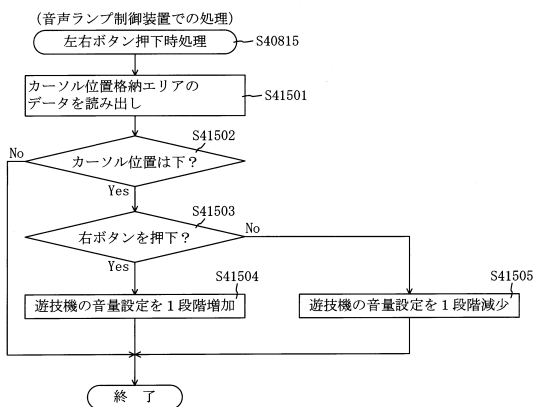 (音声ランプ制御装置での処理)
左右ボタン押下時処理
S40815
カーソル位置格納エリアの
データを読み出し
S41501
S41502
カーソル位置は下?
No
Yes
S41503
右ボタンを押下?
No
Yes
S41504
遊技機の音量設定を1段階増加
S41505
遊技機の音量設定を1段階減少
終 了